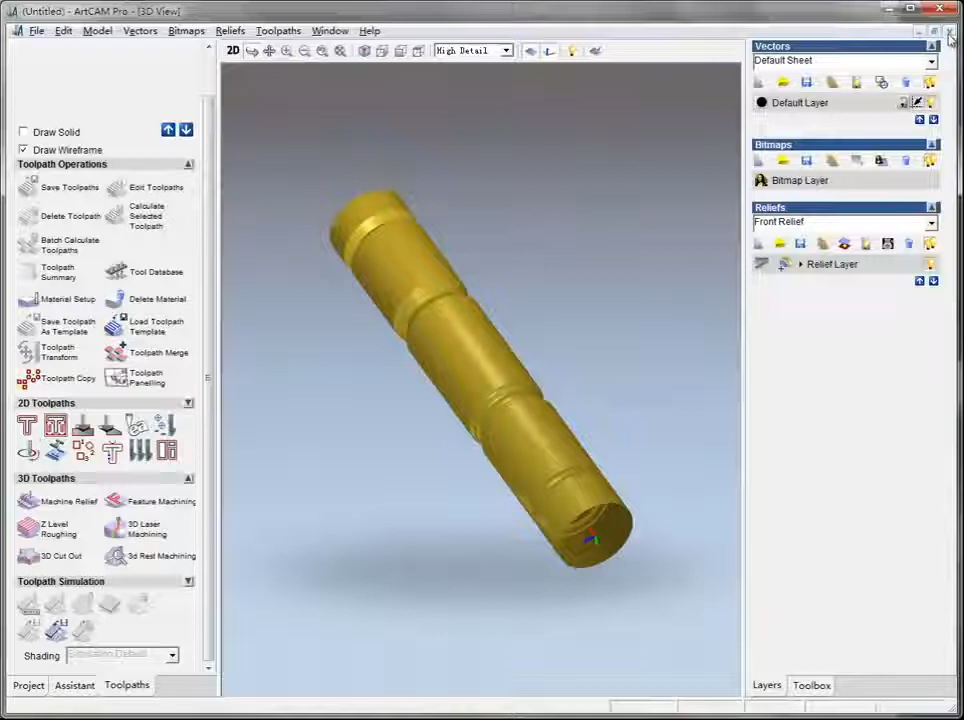 (Untitled) - ArtCAM Pro - [3D View]
File Edit Model Vectors Bitmaps Reliefs Toolpaths Window Help
2D High Detail
Draw Solid
Draw Wireframe
Toolpath Operations
Save Toolpaths Edit Toolpaths
Delete Toolpath Calculate Selected Toolpath
Batch Calculate Toolpaths
Toolpath Summary Tool Database
Material Setup Delete Material
Save Toolpath As Template Load Toolpath Template
Toolpath Transform Toolpath Merge
Toolpath Copy Toolpath Panelling
2D Toolpaths
3D Toolpaths
Machine Relief Feature Machining
Z Level Roughing 3D Laser Machining
3D Cut Out 3d Rest Machining
Toolpath Simulation
Shading Simulation Default
Project Assistant Toolpaths
Vectors
Default Sheet
Default Layer
Bitmaps
Bitmap Layer
Reliefs
Front Relief
Relief Layer
Layers Toolbox